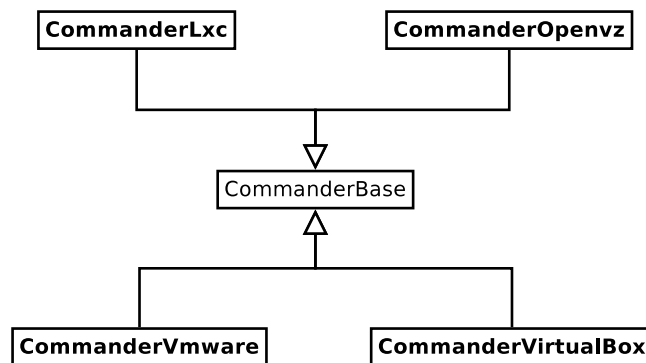 CommanderLxc
CommanderOpenvz
CommanderBase
CommanderVmware
CommanderVirtualBox